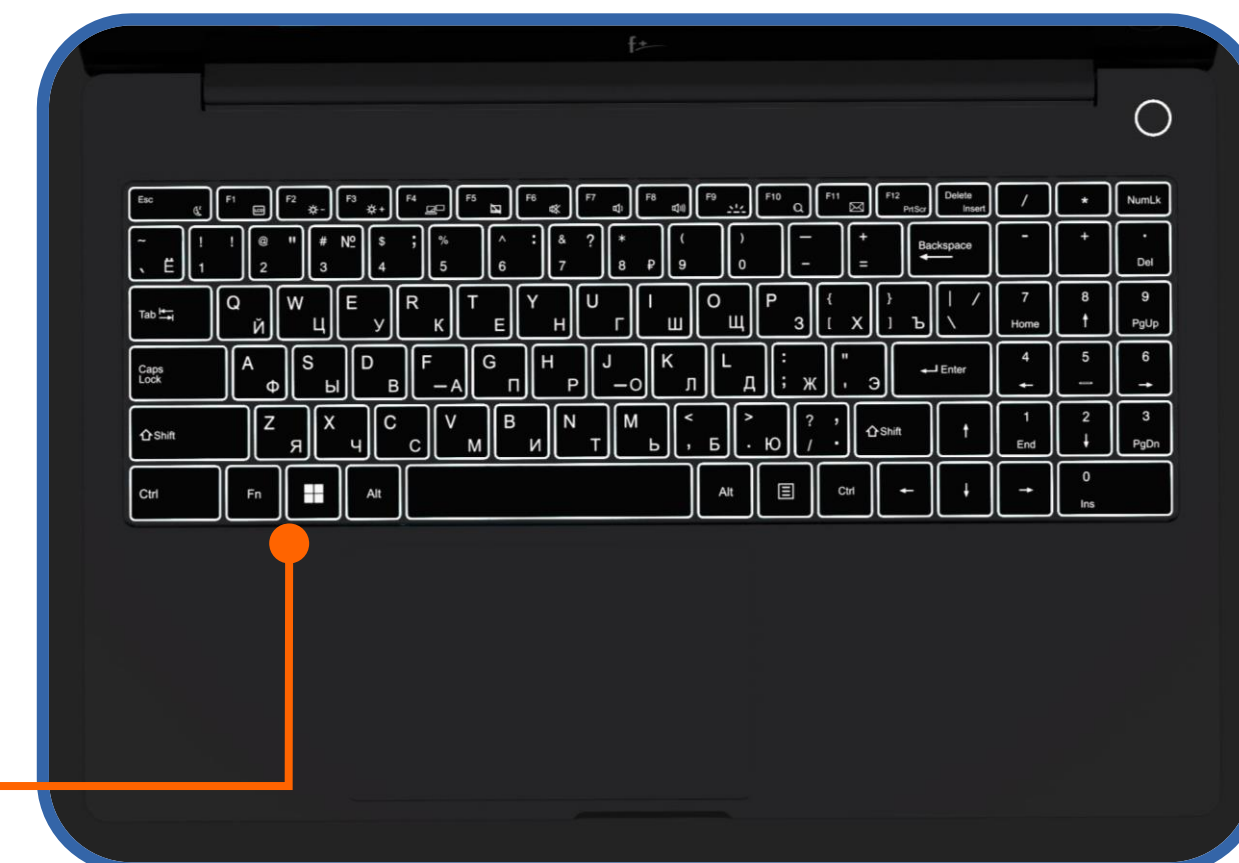 f+
Esc F1 F2 F3 F4 F5 F6 F7 F8 F9 F10 F11 F12 PrtScr Delete Insert / * NumLk
~ ` Ё ! ! 1 @ " 2 # № 3 $ ; 4 % 5 ^ : 6 & ? 7 * 8 ₽ ( 9 ) 0 — - + = Backspace - + . Del
Tab Q Й W Ц E У R К T Е Y Н U Г I Ш O Щ P З { [ Х } ] Ъ | / \ 7 Home 8 ↑ 9 PgUp
Caps Lock A Ф S Ы D В F А G П H Р J О K Л L Д : ; Ж " ' Э Enter 4 ← 5 — 6 →
Shift Z Я X Ч C С V М B И N Т M Ь < , Б > . Ю ? , / . Shift ↑ 1 End 2 ↓ 3 PgDn
Ctrl Fn Alt Alt Ctrl ← ↓ → 0 Ins